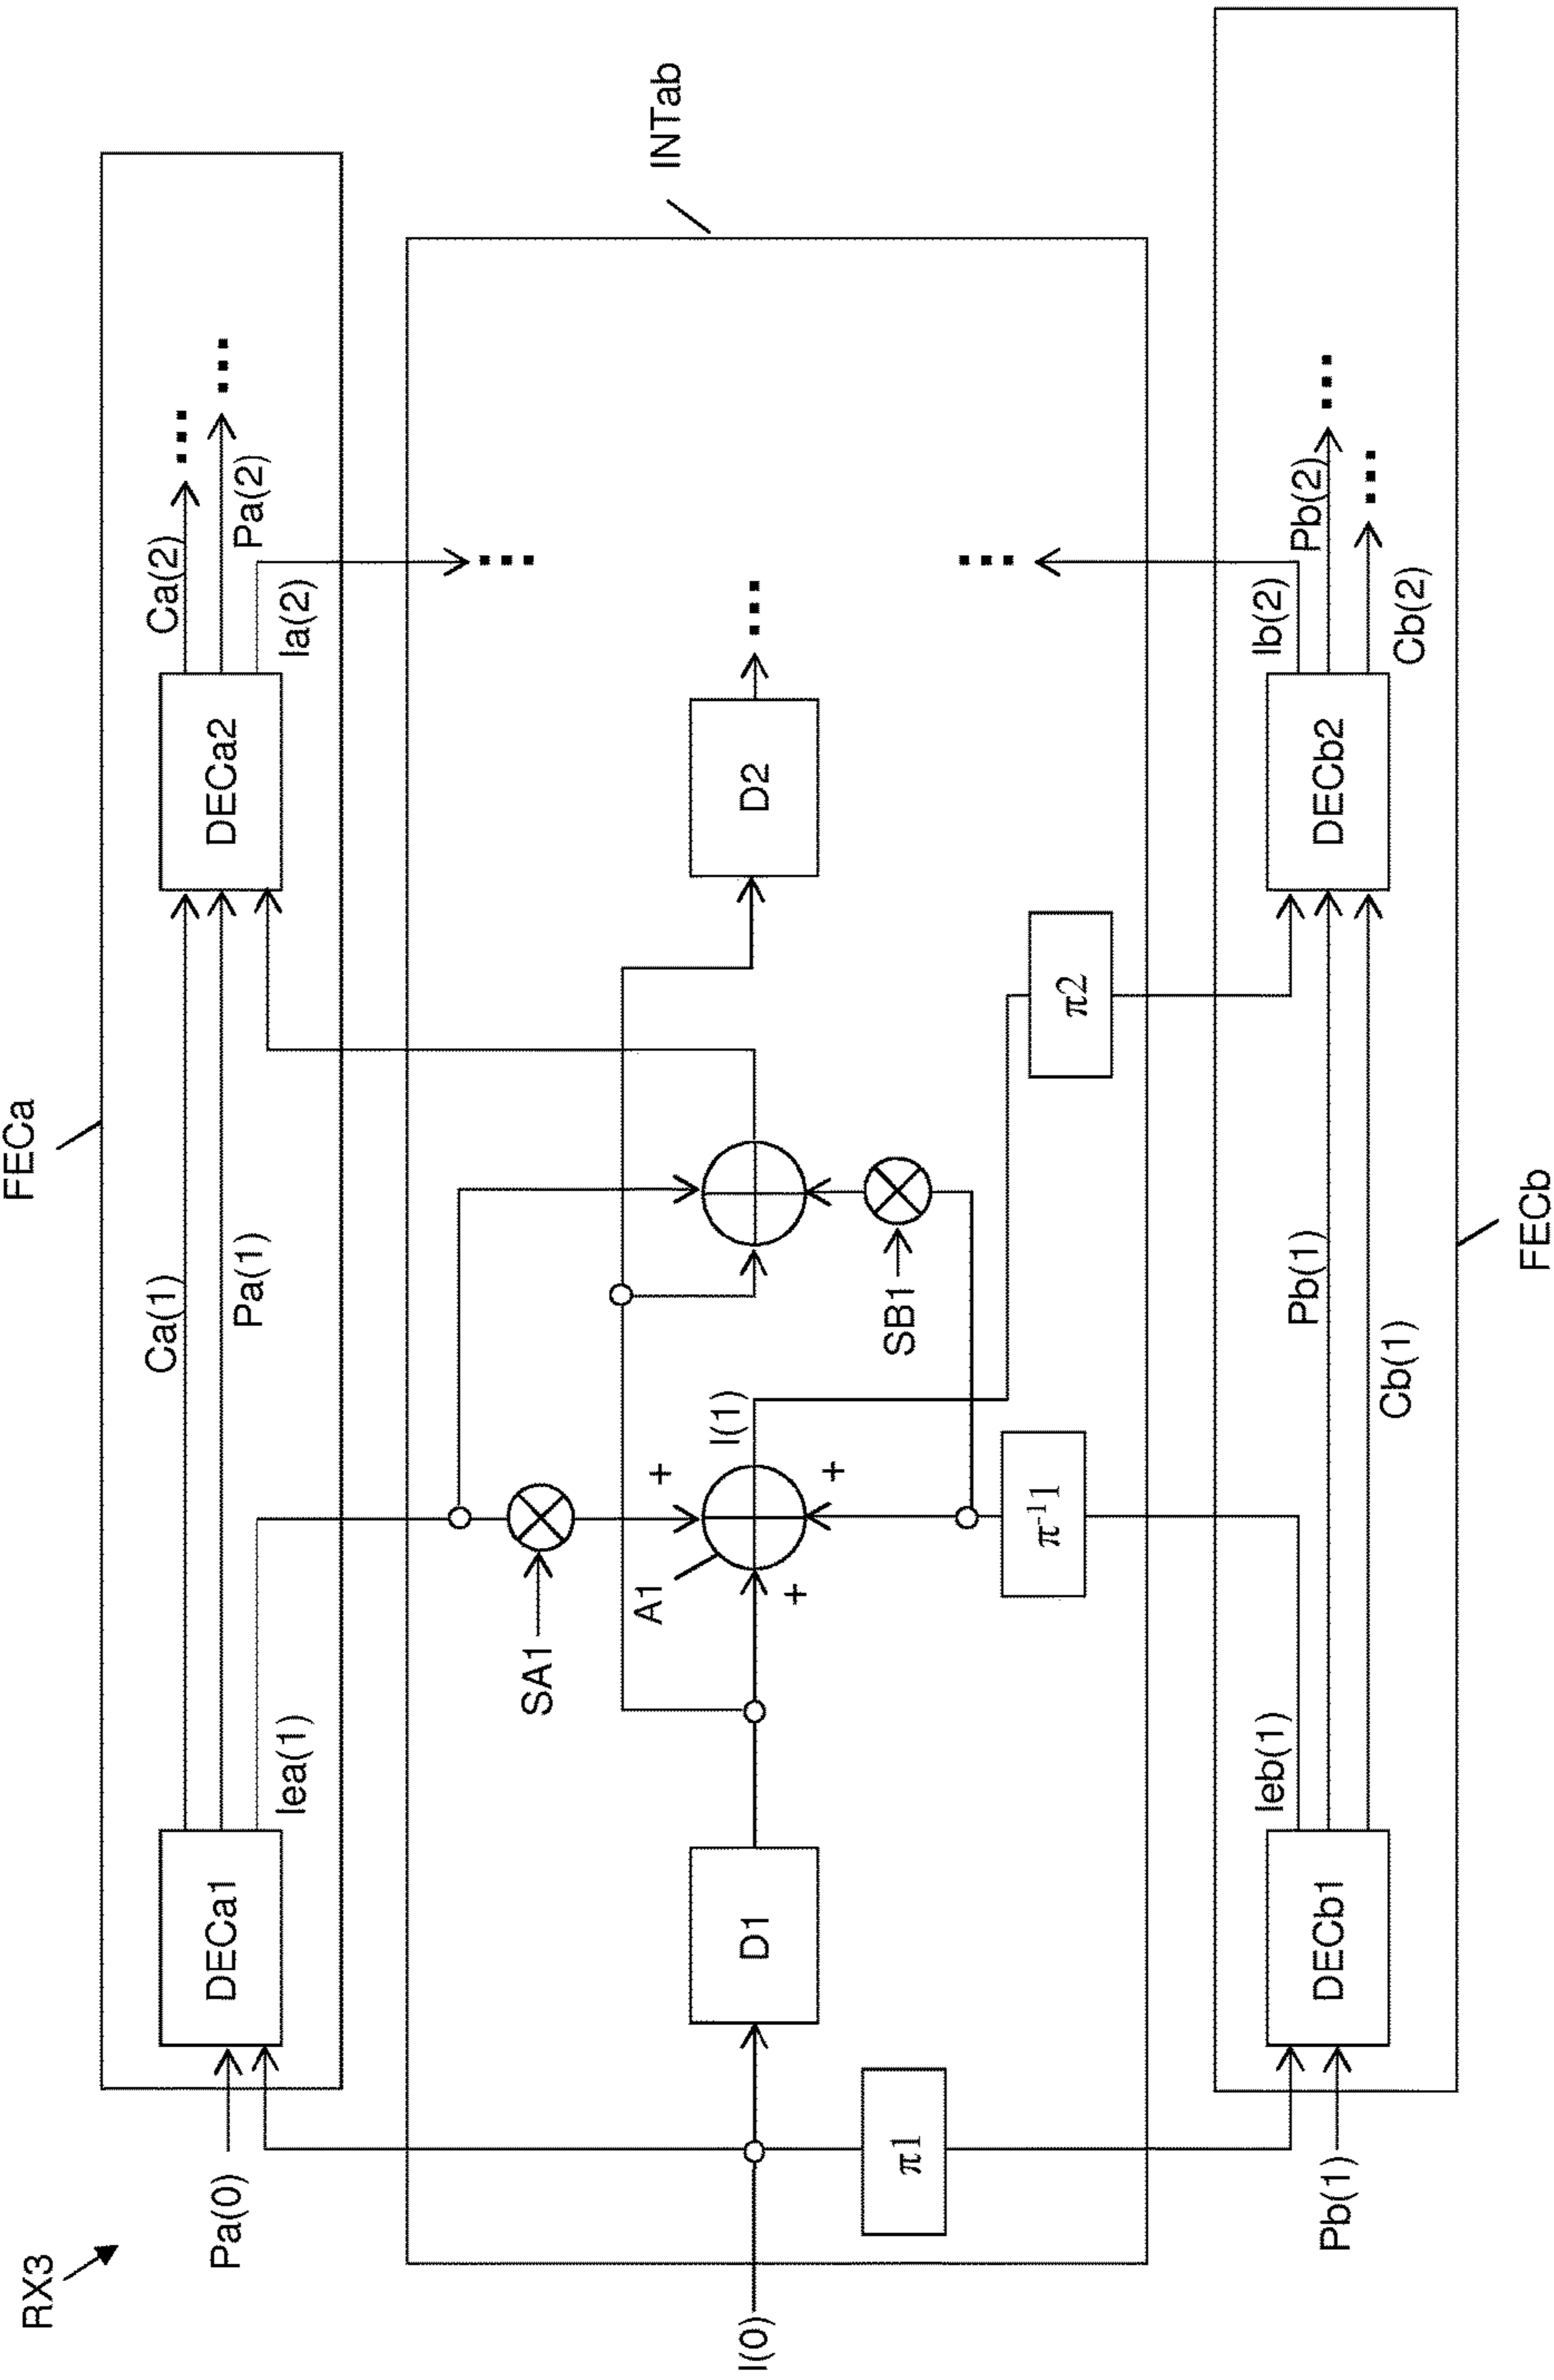 RX3
FECa
Pa(0)
DECa1
Ca(1)
Pa(1)
Iea(1)
DECa2
Ca(2)
Pa(2)
Ia(2)
INTab
SA1
A1
+
+
+
I(1)
I(0)
D1
D2
SB1
π1
π⁻¹1
π2
Pb(1)
DECb1
Ieb(1)
Pb(1)
Cb(1)
DECb2
Ib(2)
Pb(2)
Cb(2)
FECb